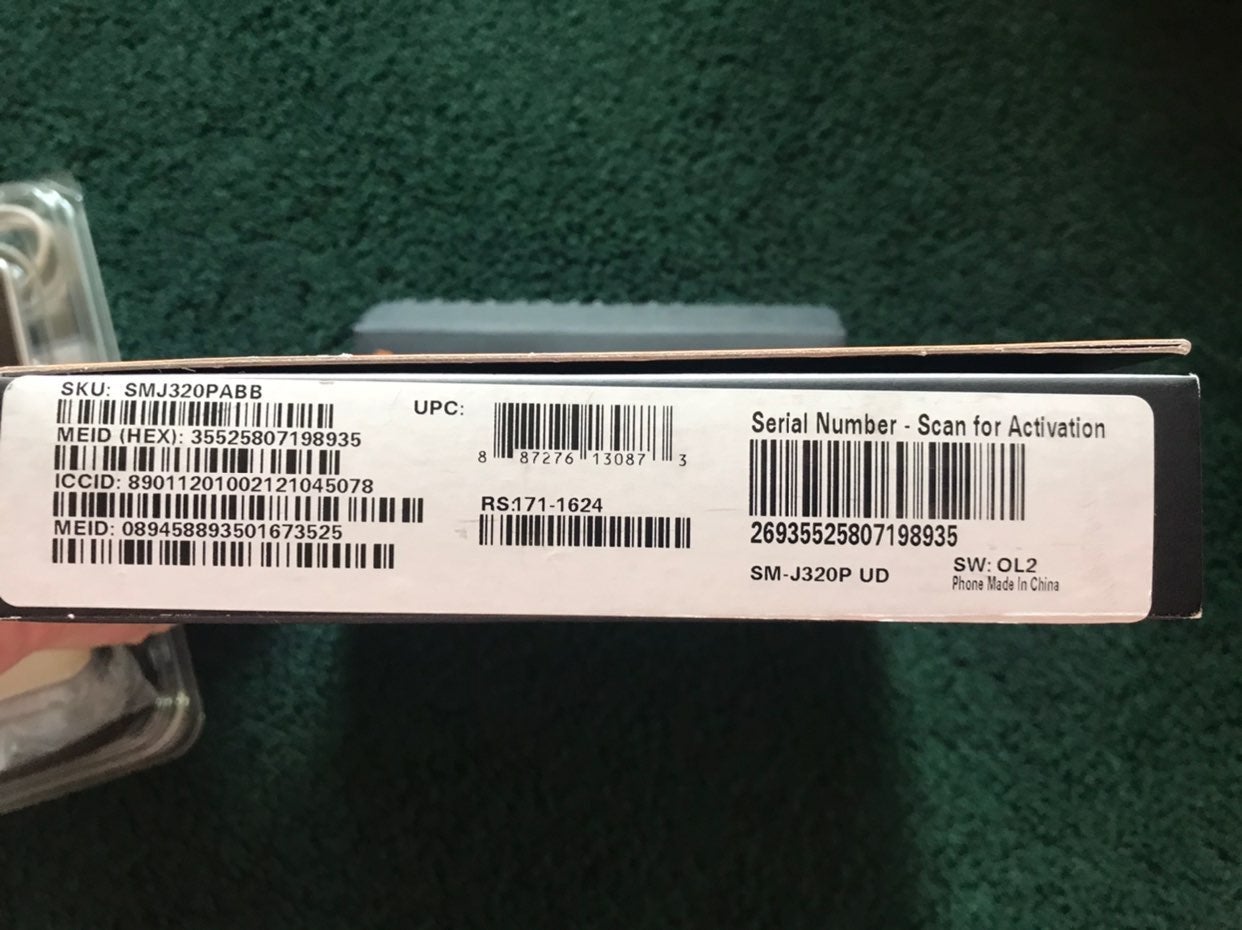 SKU: SMJ320PABB
MEID (HEX): 35525807198935
ICCID: 89011201002121045078
MEID: 089458893501673525
UPC:
8 87276 13087 3
RS:171-1624
Serial Number - Scan for Activation
26935525807198935
SM-J320P UD
SW: OL2
Phone Made In China